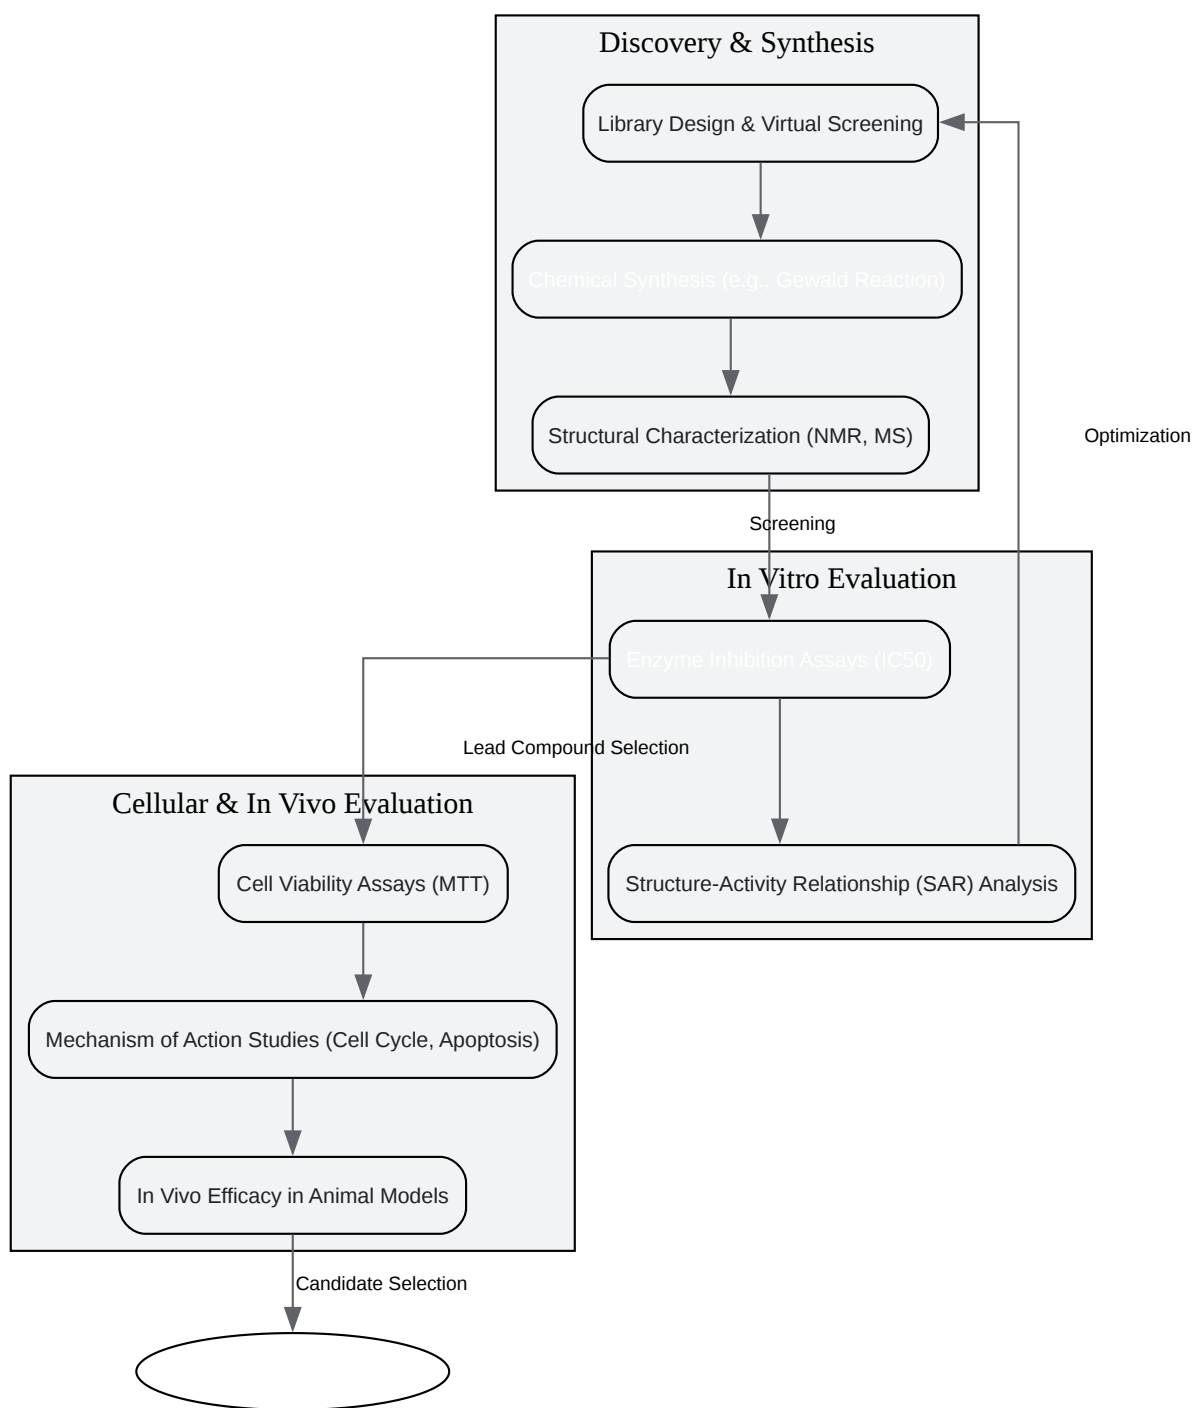 Discovery & Synthesis
Library Design & Virtual Screening
Chemical Synthesis (e.g., Gewald Reaction)
Structural Characterization (NMR, MS)
Optimization
Screening
In Vitro Evaluation
Enzyme Inhibition Assays (IC50)
Lead Compound Selection
Cellular & In Vivo Evaluation
Cell Viability Assays (MTT)
Structure-Activity Relationship (SAR) Analysis
Mechanism of Action Studies (Cell Cycle, Apoptosis)
In Vivo Efficacy in Animal Models
Candidate Selection